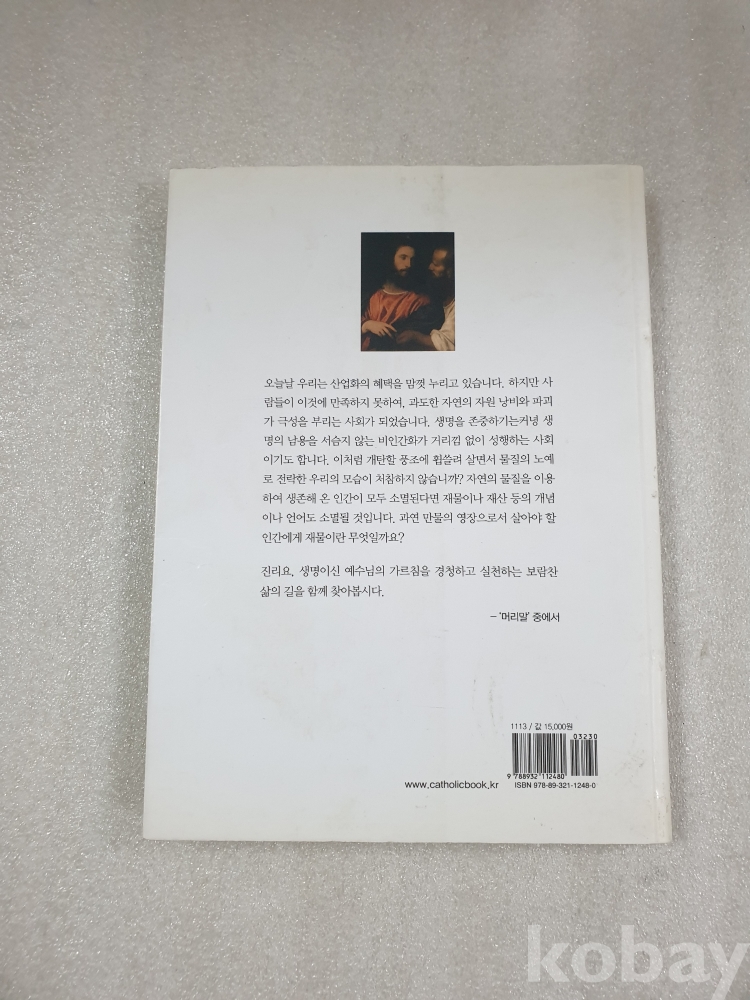 오늘날 우리는 산업화의 혜택을 맘껏 누리고 있습니다. 하지만 사
람들이 이것에 만족하지 못하여, 과도한 자연의 자원 낭비와 파괴
가 극성을 부리는 사회가 되었습니다. 생명을 존중하기는커녕 생
명의 남용을 서슴지 않는 비인간화가 거리낌 없이 성행하는 사회
이기도 합니다. 이처럼 개탄할 풍조에 휩쓸려 살면서 물질의 노예
로 전락한 우리의 모습이 처참하지 않습니까? 자연의 물질을 이용
하여 생존해 온 인간이 모두 소멸된다면 재물이나 재산 등의 개념
이나 언어도 소멸될 것입니다. 과연 만물의 영장으로서 살아야 할
인간에게 재물이란 무엇일까요?
진리요, 생명이신 예수님의 가르침을 경청하고 실천하는 보람찬
삶의 길을 함께 찾아봅시다.
– '머리말' 중에서
1113 / 값 15,000원
03230
9 788932 112480
www.catholicbook.kr
ISBN 978-89-321-1248-0
kobay